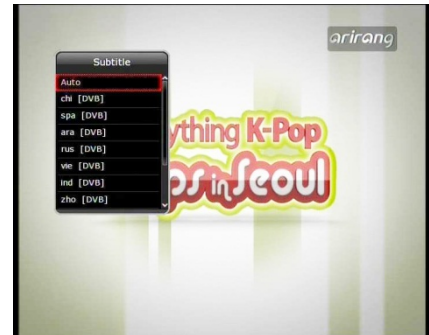 arirang
Subtitle
Auto
chi [DVB]
spa [DVB]
ara [DVB]
rus [DVB]
vie [DVB]
ind [DVB]
zho [DVB]
ything K-Pop
ps in Seoul